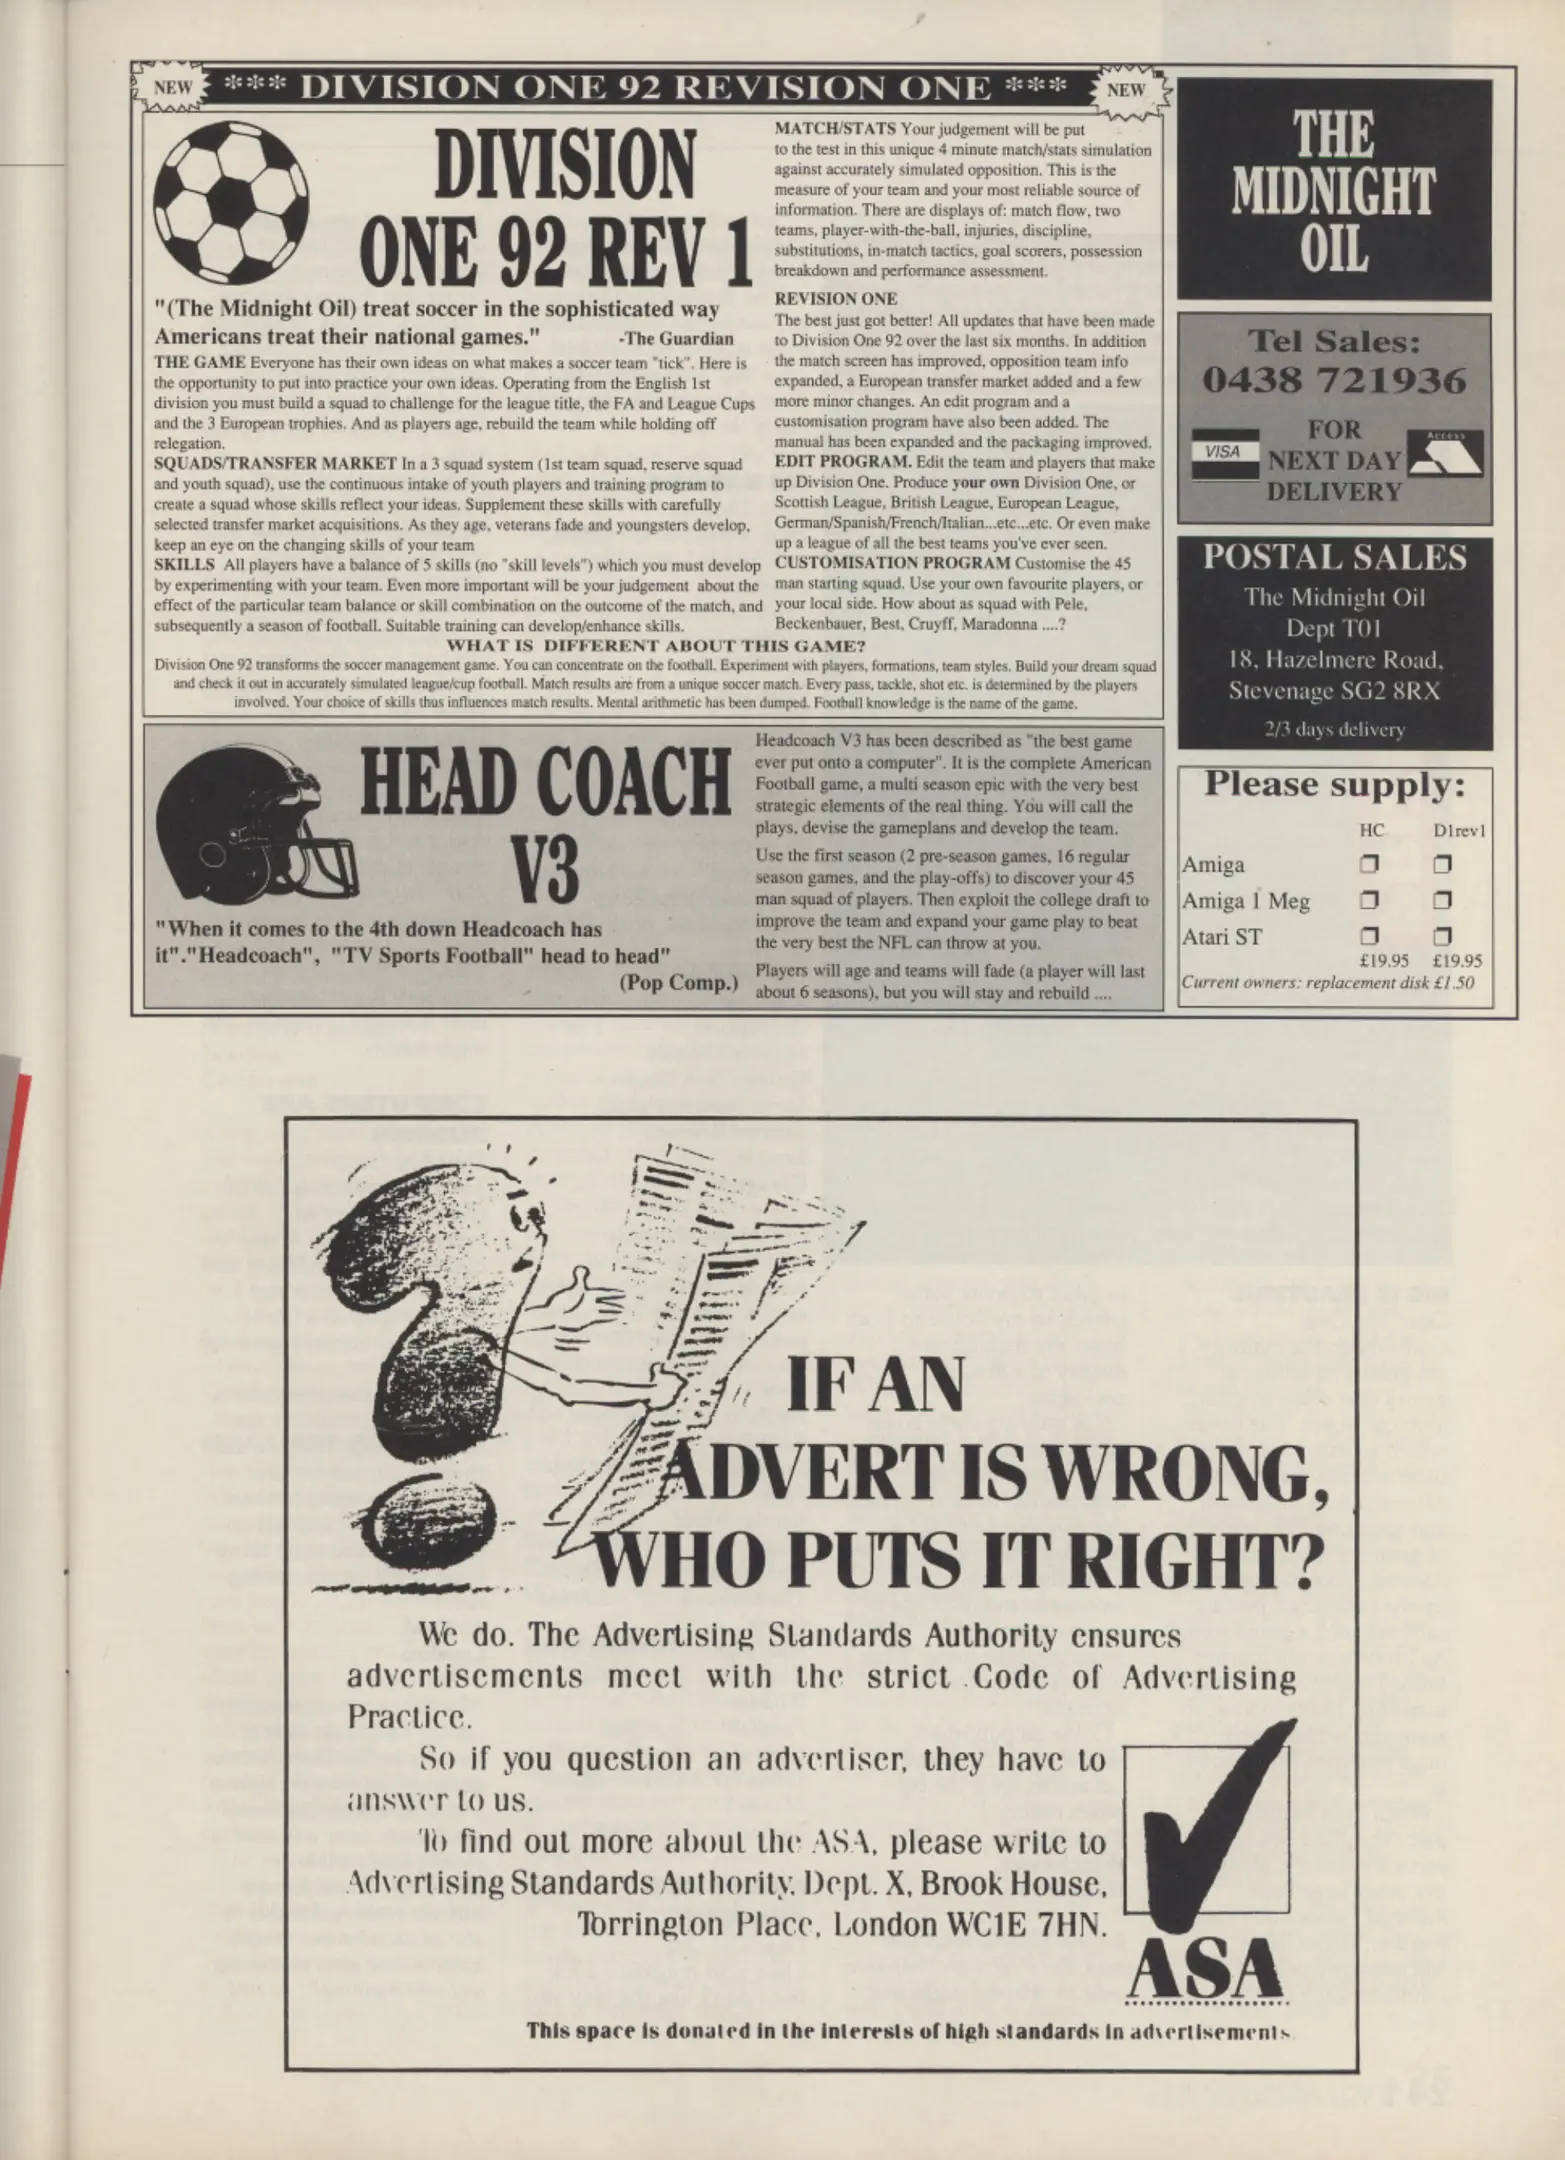 NEW *** DIVISION ONE 92 REVISION ONE *** NEW
DIVISION
ONE 92 REV 1
"(The Midnight Oil) treat soccer in the sophisticated way
Americans treat their national games." -The Guardian
THE GAME Everyone has their own ideas on what makes a soccer team "tick". Here is
the opportunity to put into practice your own ideas. Operating from the English 1st
division you must build a squad to challenge for the league title, the FA and League Cups
and the 3 European trophies. And as players age, rebuild the team while holding off
relegation.
SQUADS/TRANSFER MARKET In a 3 squad system (1st team squad, reserve squad
and youth squad), use the continuous intake of youth players and training program to
create a squad whose skills reflect your ideas. Supplement these skills with carefully
selected transfer market acquisitions. As they age, veterans fade and youngsters develop,
keep an eye on the changing skills of your team
SKILLS All players have a balance of 5 skills (no "skill levels") which you must develop
by experimenting with your team. Even more important will be your judgement about the
effect of the particular team balance or skill combination on the outcome of the match, and
subsequently a season of football. Suitable training can develop/enhance skills.
MATCH/STATS Your judgement will be put
to the test in this unique 4 minute match/stats simulation
against accurately simulated opposition. This is the
measure of your team and your most reliable source of
information. There are displays of: match flow, two
teams, player-with-the-ball, injuries, discipline,
substitutions, in-match tactics, goal scorers, possession
breakdown and performance assessment.
REVISION ONE
The best just got better! All updates that have been made
to Division One 92 over the last six months. In addition
the match screen has improved, opposition team info
expanded, a European transfer market added and a few
more minor changes. An edit program and a
customisation program have also been added. The
manual has been expanded and the packaging improved.
EDIT PROGRAM. Edit the team and players that make
up Division One. Produce your own Division One, or
Scottish League, British League, European League,
German/Spanish/French/Italian...etc...etc. Or even make
up a league of all the best teams you've ever seen.
CUSTOMISATION PROGRAM Customise the 45
man starting squad. Use your own favourite players, or
your local side. How about as squad with Pele,
Beckenbauer, Best, Cruyff, Maradonna ....?
WHAT IS DIFFERENT ABOUT THIS GAME?
Division One 92 transforms the soccer management game. You can concentrate on the football. Experiment with players, formations, team styles. Build your dream squad
and check it out in accurately simulated league/cup football. Match results are from a unique soccer match. Every pass, tackle, shot etc. is determined by the players
involved. Your choice of skills thus influences match results. Mental arithmetic has been dumped. Football knowledge is the name of the game.
HEAD COACH
V3
"When it comes to the 4th down Headcoach has
it"."Headcoach", "TV Sports Football" head to head"
(Pop Comp.)
Headcoach V3 has been described as "the best game
ever put onto a computer". It is the complete American
Football game, a multi season epic with the very best
strategic elements of the real thing. You will call the
plays, devise the gameplans and develop the team.
Use the first season (2 pre-season games, 16 regular
season games, and the play-offs) to discover your 45
man squad of players. Then exploit the college draft to
improve the team and expand your game play to beat
the very best the NFL can throw at you.
Players will age and teams will fade (a player will last
about 6 seasons), but you will stay and rebuild ....
THE
MIDNIGHT
OIL
Tel Sales:
0438 721936
FOR
NEXT DAY
DELIVERY
VISA
Access
POSTAL SALES
The Midnight Oil
Dept T01
18, Hazelmere Road,
Stevenage SG2 8RX
2/3 days delivery
Please supply:
HC D1rev1
Amiga
Amiga 1 Meg
Atari ST
£19.95 £19.95
Current owners: replacement disk £1.50
IF AN
ADVERT IS WRONG,
WHO PUTS IT RIGHT?
We do. The Advertising Standards Authority ensures
advertisements meet with the strict Code of Advertising
Practice.
So if you question an advertiser, they have to
answer to us.
To find out more about the ASA, please write to
Advertising Standards Authority, Dept. X, Brook House,
Torrington Place, London WC1E 7HN.
ASA
This space is donated in the interests of high standards in advertisements